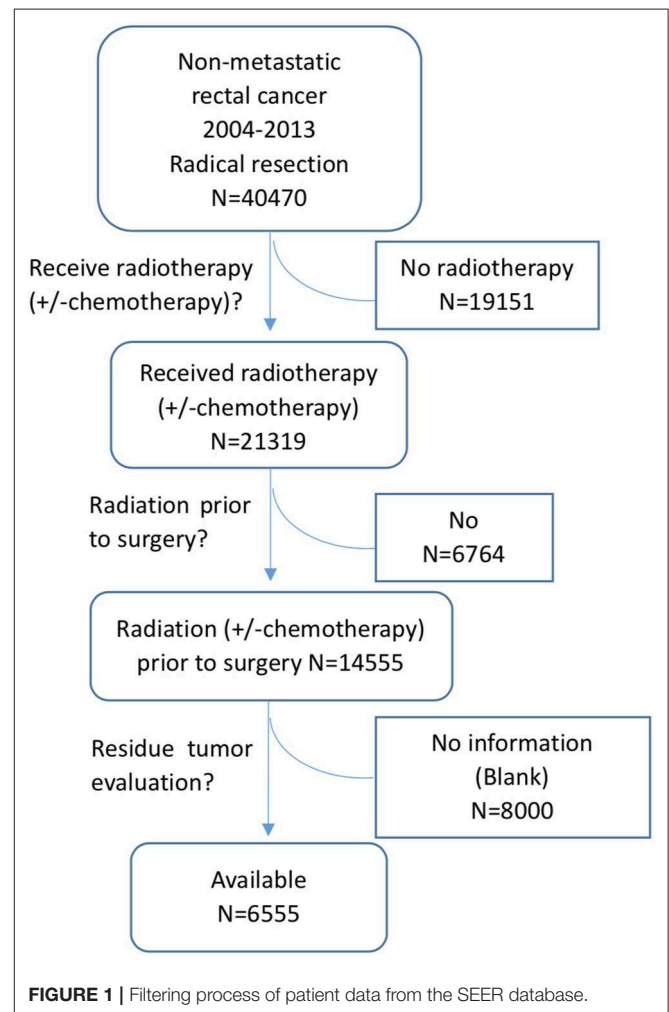 Non-metastatic
rectal cancer
2004-2013
Radical resection
N=40470
Receive radiotherapy
(+/-chemotherapy)?
No radiotherapy
N=19151
Received radiotherapy
(+/-chemotherapy)
N=21319
Radiation prior
to surgery?
No
N=6764
Radiation (+/-chemotherapy)
prior to surgery N=14555
Residue tumor
evaluation?
No information
(Blank)
N=8000
Available
N=6555
FIGURE 1 | Filtering process of patient data from the SEER database.